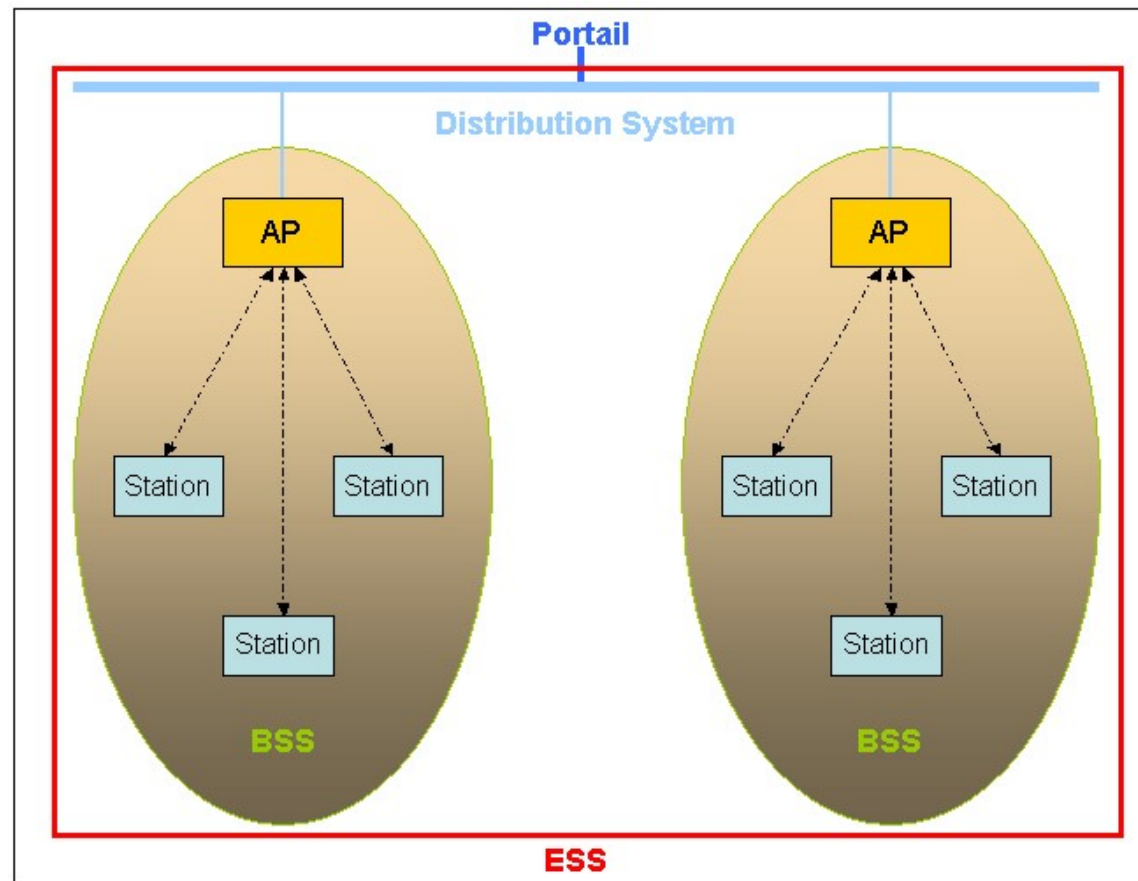 Portail
Distribution System
AP
AP
Station
Station
Station
Station
Station
Station
BSS
BSS
ESS